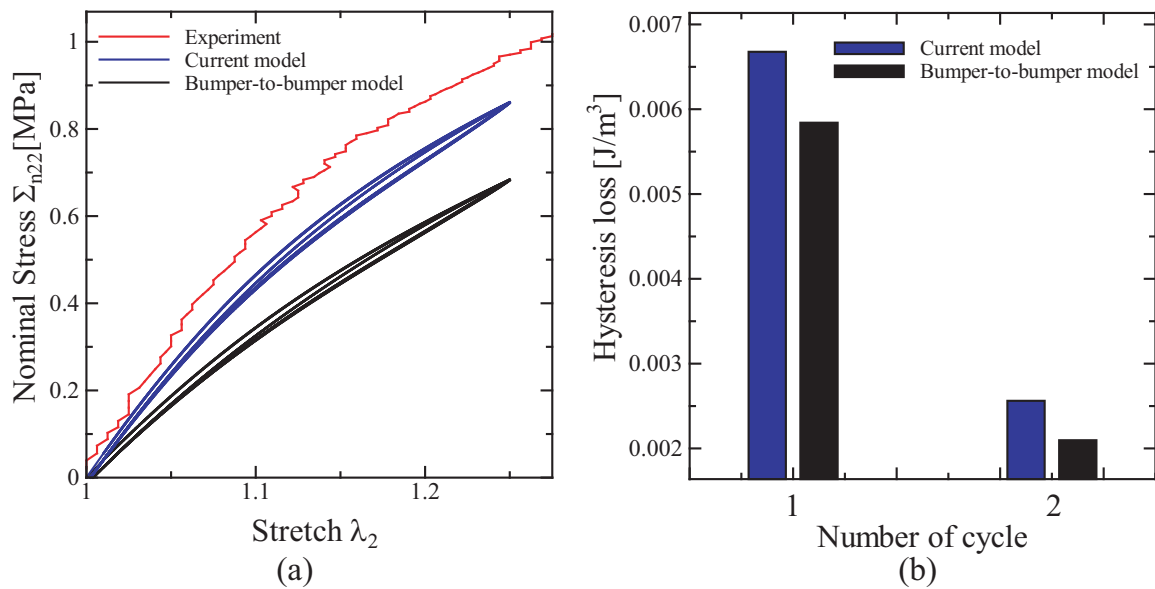 Nominal Stress Σn22[MPa]
1
0.8
0.6
0.4
0.2
0
Experiment
Current model
Bumper-to-bumper model
1
1.1
1.2
Stretch λ2
(a)
Hysteresis loss [J/m3]
0.007
0.006
0.005
0.004
0.003
0.002
Current model
Bumper-to-bumper model
1
2
Number of cycle
(b)